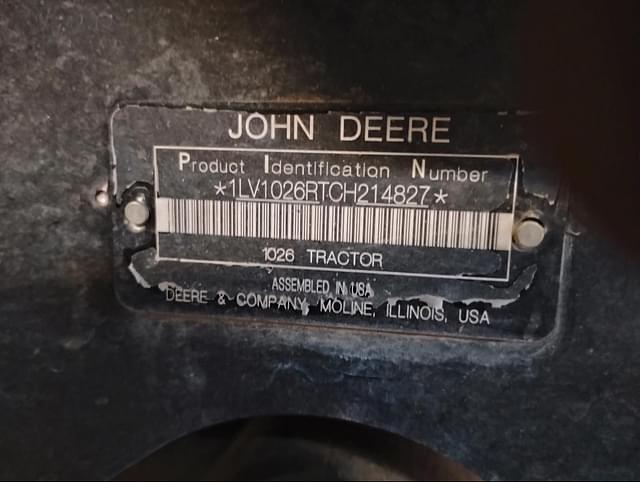 JOHN DEERE
Product Identification Number
*1LV1026RTCH214827*
1026 TRACTOR
ASSEMBLED IN USA
DEERE & COMPANY, MOLINE, ILLINOIS, USA